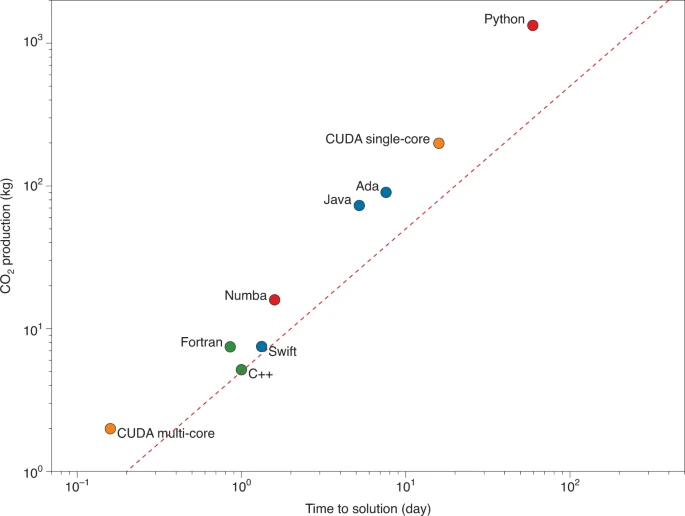 Python
10³
CUDA single-core
Ada
10²
Java
Numba
10¹
Fortran
Swift
C++
CUDA multi-core
10⁰
10⁻¹
10⁰
10¹
10²
Time to solution (day)
CO₂ production (kg)